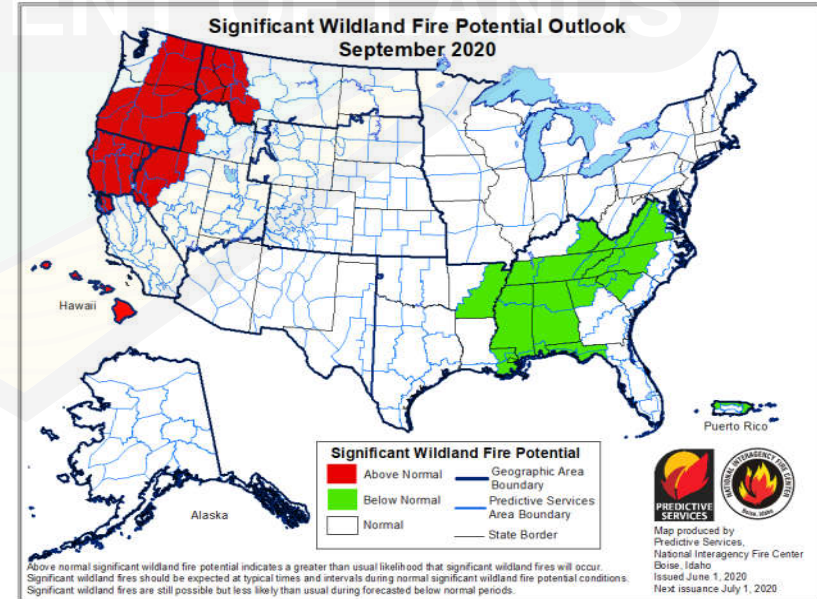 ENT OF LANDS
Significant Wildland Fire Potential Outlook
September 2020
Hawaii
Alaska
Puerto Rico
Significant Wildland Fire Potential
Above Normal
Below Normal
Normal
Geographic Area
Boundary
Predictive Services
Area Boundary
State Border
PREDICTIVE
SERVICES
NATIONAL INTERAGENCY FIRE CENTER
Boise, Idaho
Map produced by
Predictive Services,
National Interagency Fire Center
Boise, Idaho
Issued June 1, 2020
Next issuance July 1, 2020
Above normal significant wildland fire potential indicates a greater than usual likelihood that significant wildland fires will occur.
Significant wildland fires should be expected at typical times and intervals during normal significant wildland fire potential conditions.
Significant wildland fires are still possible but less likely than usual during forecasted below normal periods.